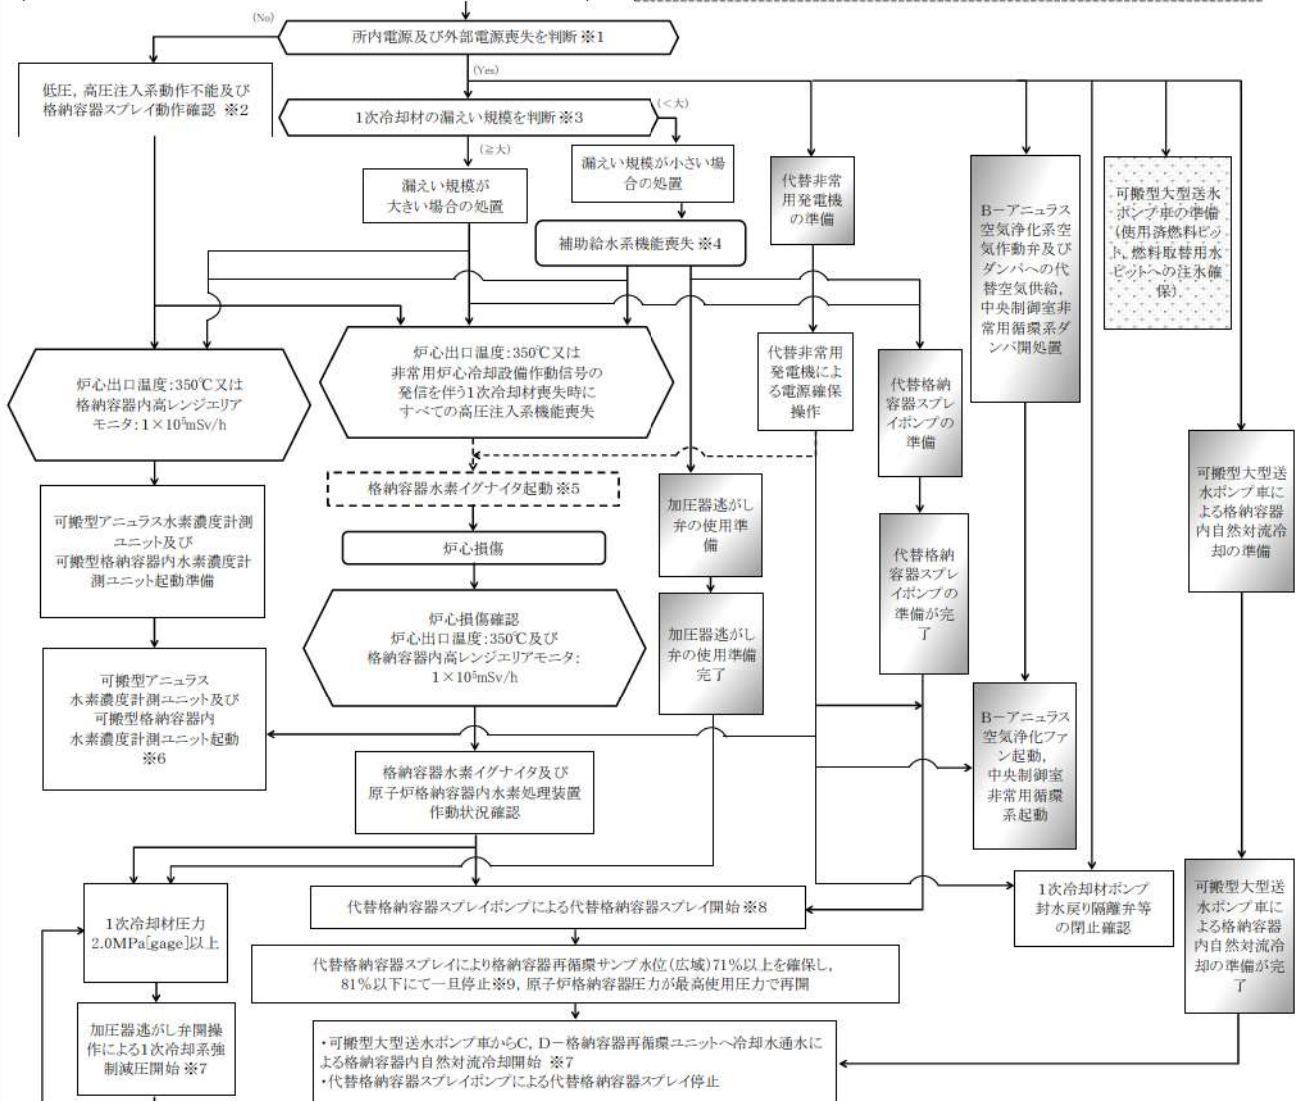 (No)
所内電源及び外部電源喪失を判断※1
(Yes)
低圧，高圧注入系動作不能及び
格納容器スプレイ動作確認 ※2
1次冷却材の漏えい規模を判断※3
(＜大)
(≧大)
漏えい規模が
大きい場合の処置
漏えい規模が小さい場
合の処置
補助給水系機能喪失※4
代替非常
用発電機
の準備
B－アニュラス
空気浄化系空
気作動弁及び
ダンパへの代
替空気供給，
中央制御室非
常用循環系ダ
ンパ開処置
可搬型大型送水
ポンプ車の準備
(使用済燃料ピッ
ト，燃料取替用水
ピットへの注水確
保)
炉心出口温度：350℃又は
格納容器内高レンジエリア
モニタ：1×10⁵mSv/h
炉心出口温度：350℃又は
非常用炉心冷却設備作動信号の
発信を伴う1次冷却材喪失時に
すべての高圧注入系機能喪失
代替非常用
発電機によ
る電源確保
操作
代替格納
容器スプレ
イポンプの
準備
格納容器水素イグナイタ起動※5
可搬型アニュラス水素濃度計測
ユニット及び
可搬型格納容器内水素濃度計
測ユニット起動準備
炉心損傷
加圧器逃がし
弁の使用準
備
代替格納
容器スプレ
イポンプの
準備が完
了
可搬型大型送
水ポンプ車に
よる格納容器
内自然対流冷
却の準備
炉心損傷確認
炉心出口温度：350℃及び
格納容器内高レンジエリアモニタ：
1×10⁵mSv/h
加圧器逃がし
弁の使用準備
完了
可搬型アニュラス
水素濃度計測ユニット及び
可搬型格納容器内
水素濃度計測ユニット起動
※6
B－アニュラス
空気浄化ファ
ン起動，
中央制御室
非常用循環
系起動
格納容器水素イグナイタ及び
原子炉格納容器内水素処理装置
作動状況確認
1次冷却材圧力
2.0MPa[gage]以上
代替格納容器スプレイポンプによる代替格納容器スプレイ開始※8
1次冷却材ポンプ
封水戻り隔離弁等
の閉止確認
可搬型大型送
水ポンプ車に
よる格納容器
内自然対流冷
却の準備が完
了
代替格納容器スプレイにより格納容器再循環サンプ水位(広域)71%以上を確保し，
81%以下にて一旦停止※9，原子炉格納容器圧力が最高使用圧力で再開
加圧器逃がし弁開操
作による1次冷却系強
制減圧開始※7
・可搬型大型送水ポンプ車からC，D－格納容器再循環ユニットへ冷却水通水に
よる格納容器内自然対流冷却開始 ※7
・代替格納容器スプレイポンプによる代替格納容器スプレイ停止